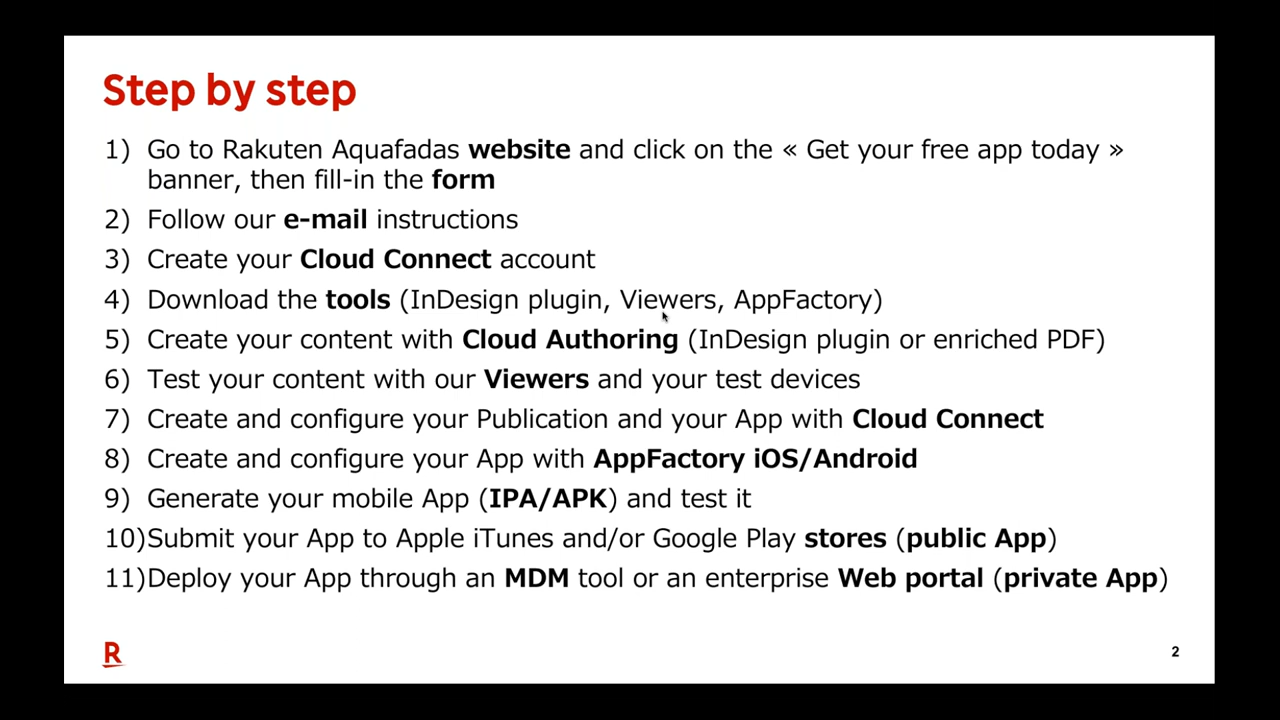 Step by step
1) Go to Rakuten Aquafadas website and click on the « Get your free app today »
banner, then fill-in the form
2) Follow our e-mail instructions
3) Create your Cloud Connect account
4) Download the tools (InDesign plugin, Viewers, AppFactory)
5) Create your content with Cloud Authoring (InDesign plugin or enriched PDF)
6) Test your content with our Viewers and your test devices
7) Create and configure your Publication and your App with Cloud Connect
8) Create and configure your App with AppFactory iOS/Android
9) Generate your mobile App (IPA/APK) and test it
10)Submit your App to Apple iTunes and/or Google Play stores (public App)
11)Deploy your App through an MDM tool or an enterprise Web portal (private App)
R
2